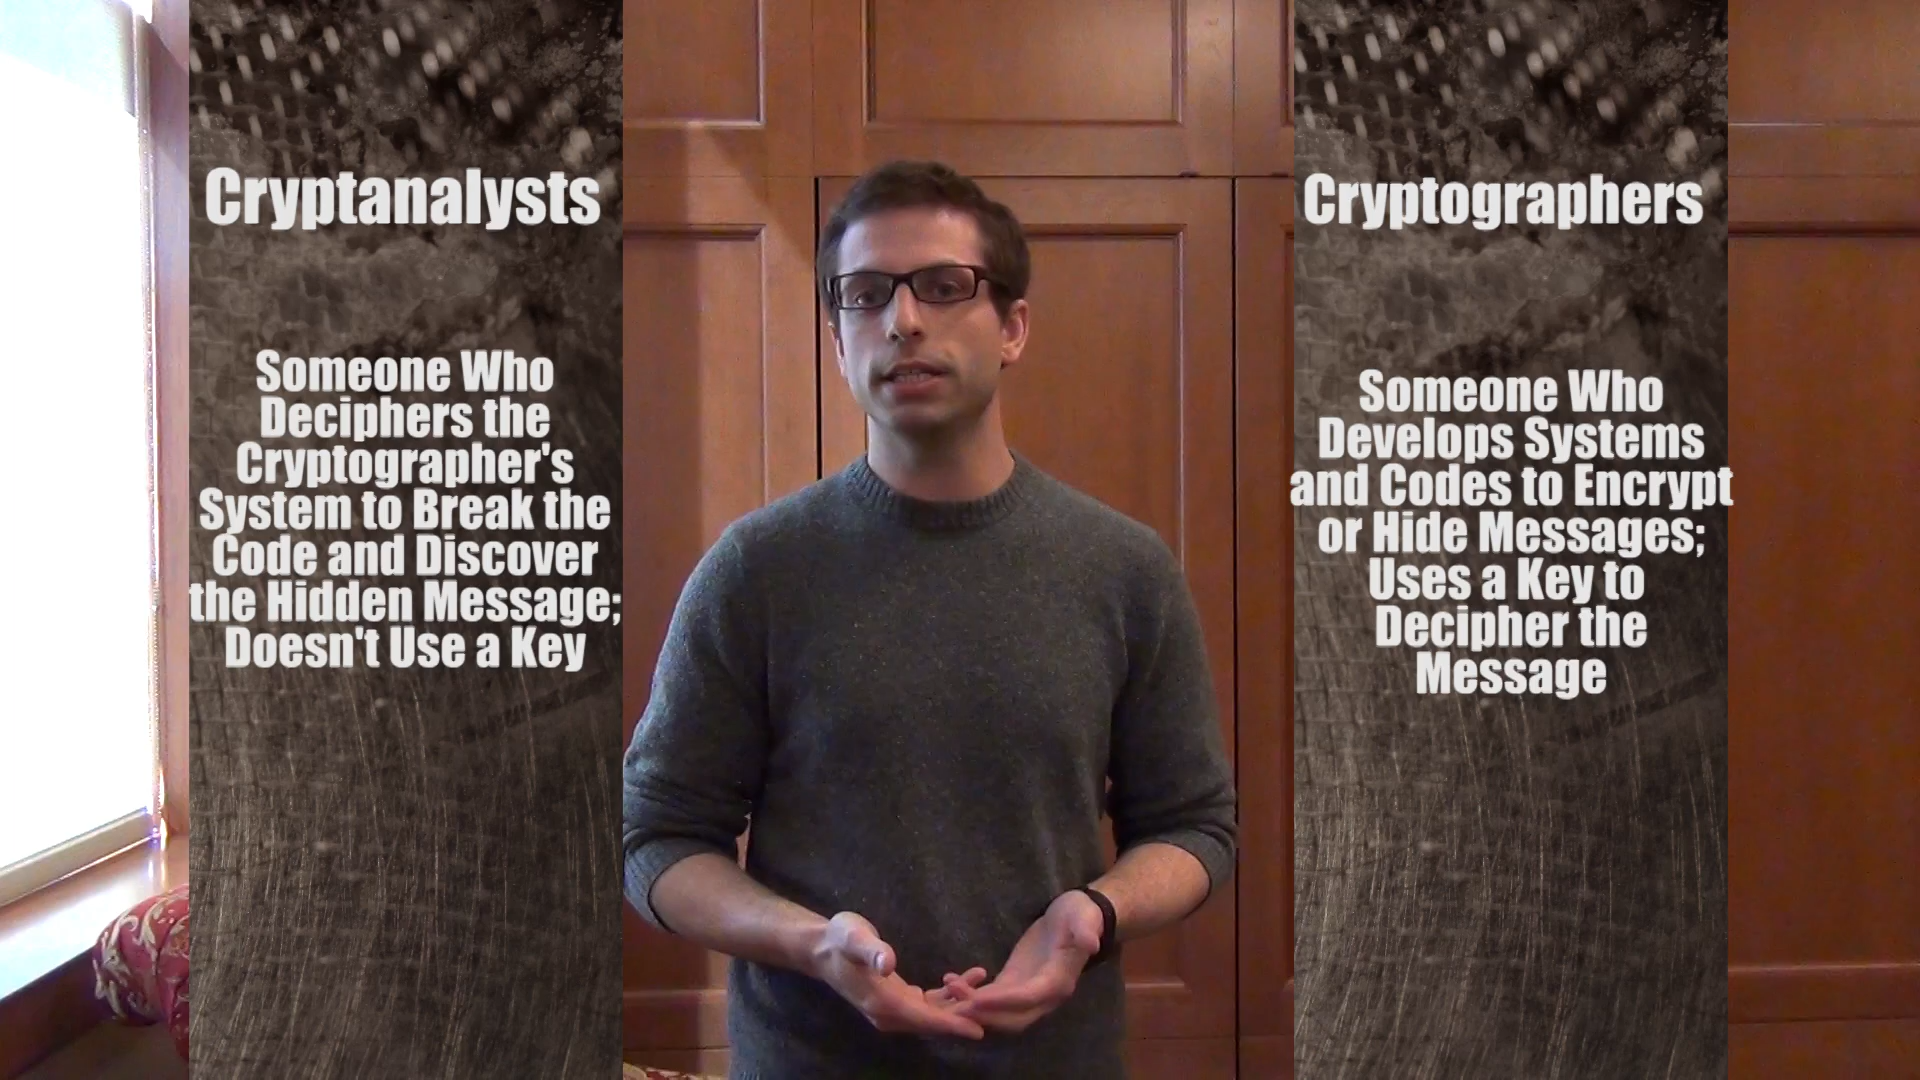 Cryptanalysts
Someone Who
Deciphers the
Cryptographer's
System to Break the
Code and Discover
the Hidden Message;
Doesn't Use a Key
Cryptographers
Someone Who
Develops Systems
and Codes to Encrypt
or Hide Messages;
Uses a Key to
Decipher the
Message